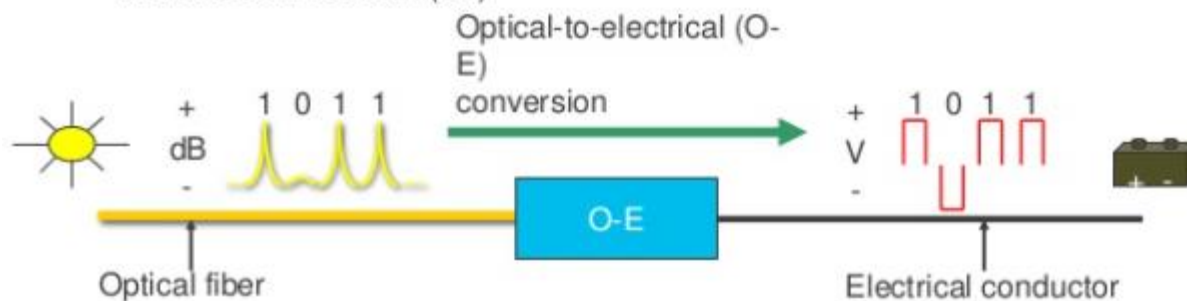 Optical-to-electrical (O-
E)
conversion
+ 1 0 1 1
dB
-
+ 1 0 1 1
V
-
+ -
O-E
Optical fiber
Electrical conductor